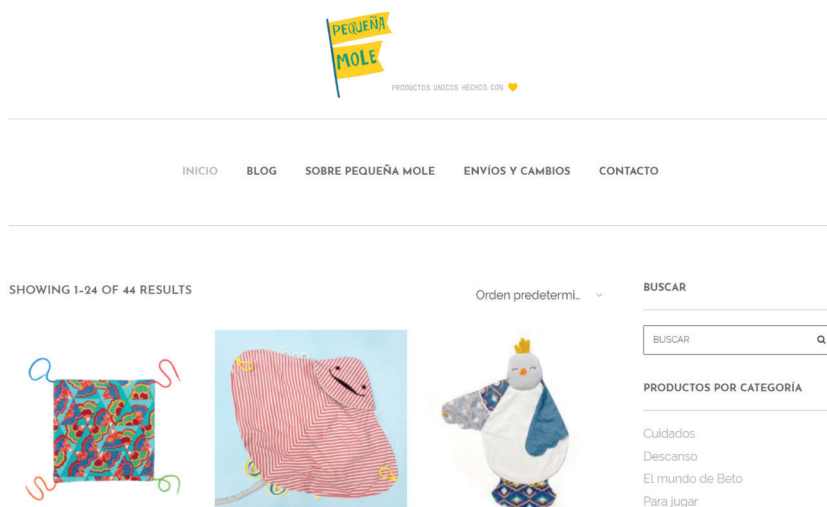 PEQUEÑA
MOLE
PRODUCTOS UNICOS HECHOS CON
INICIO BLOG SOBRE PEQUEÑA MOLE ENVÍOS Y CAMBIOS CONTACTO
SHOWING 1–24 OF 44 RESULTS
Orden predetermi...
BUSCAR
BUSCAR
PRODUCTOS POR CATEGORÍA
Cuidados
Descanso
El mundo de Beto
Para jugar